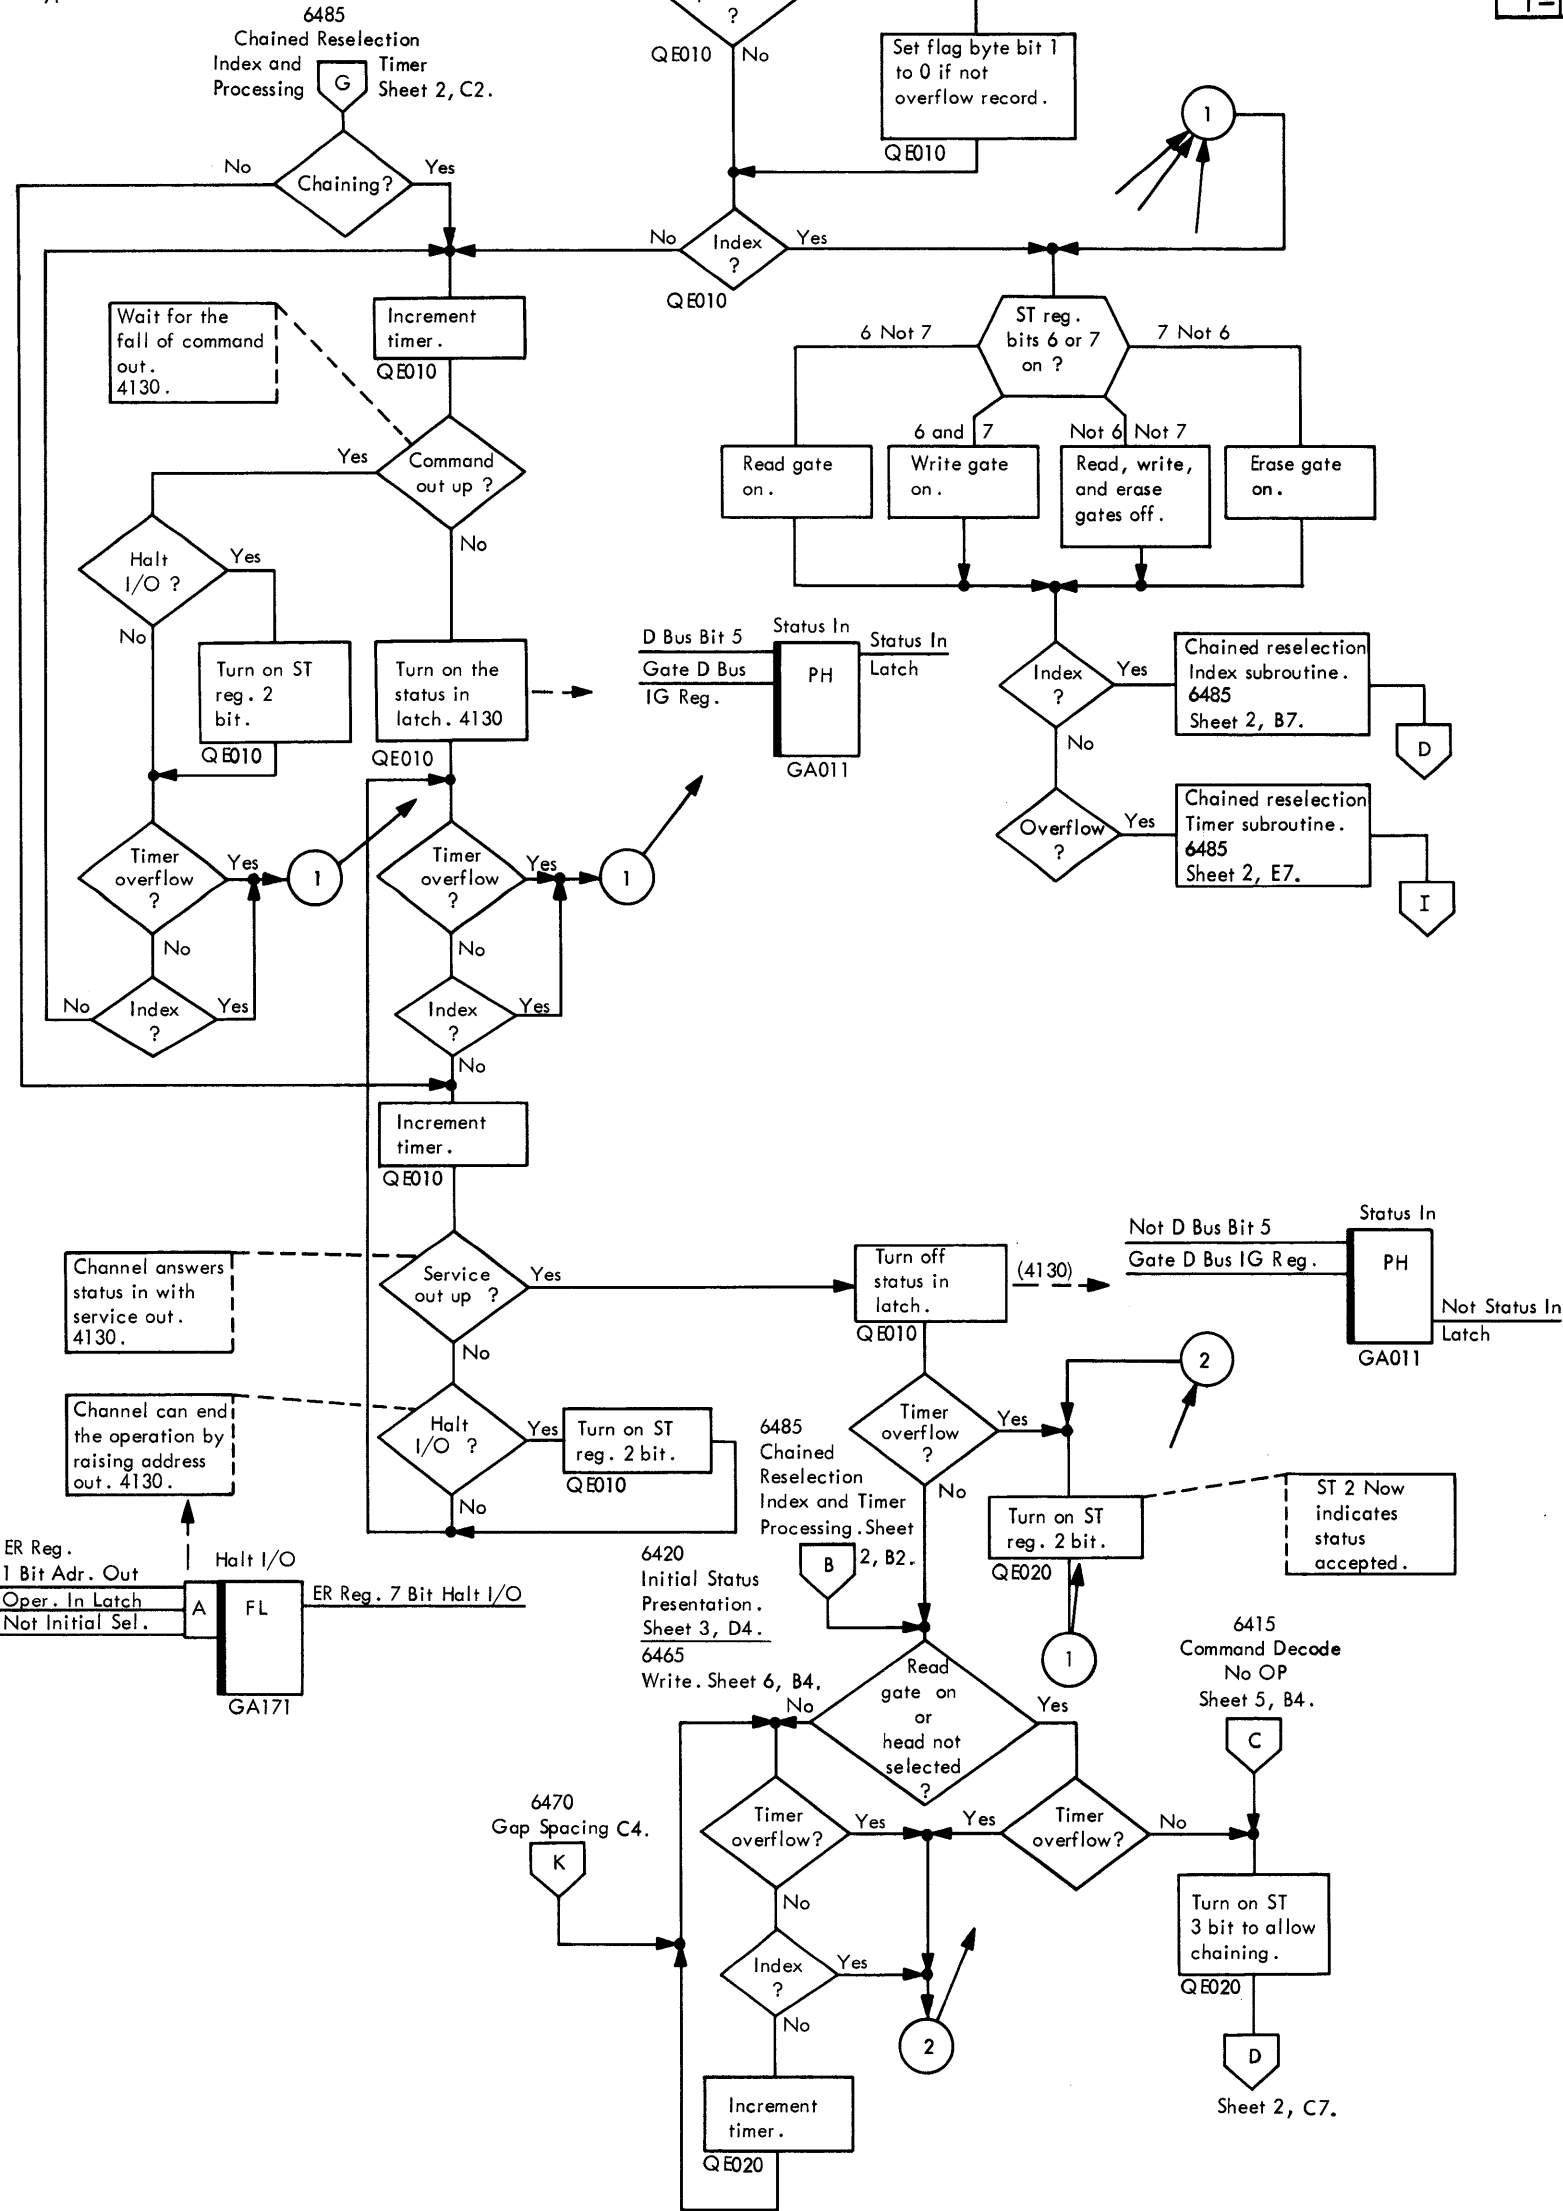 6485
Chained Reselection
Index and
Processing
G
Timer
Sheet 2, C2.
?
QE010
No
Set flag byte bit 1
to 0 if not
overflow record.
QE010
1
No
Chaining?
Yes
No
Index
?
Yes
QE010
Wait for the
fall of command
out.
4130.
Increment
timer.
QE010
ST reg.
bits 6 or 7
on ?
6 Not 7
7 Not 6
6 and 7
Not 6 Not 7
Read gate
on.
Write gate
on.
Read, write,
and erase
gates off.
Erase gate
on.
Yes
Command
out up ?
No
Halt
I/O ?
Yes
No
Turn on ST
reg. 2
bit.
QE010
Turn on the
status in
latch. 4130
QE010
D Bus Bit 5
Gate D Bus
IG Reg.
Status In
PH
Status In
Latch
GA011
Index
?
Yes
No
Chained reselection
Index subroutine.
6485
Sheet 2, B7.
D
Overflow
?
Yes
Chained reselection
Timer subroutine.
6485
Sheet 2, E7.
I
Timer
overflow
?
Yes
1
No
Timer
overflow
?
Yes
1
No
No
Index
?
Yes
Index
?
Yes
No
Increment
timer.
QE010
Channel answers
status in with
service out.
4130.
Service
out up ?
Yes
No
Turn off
status in
latch.
QE010
(4130)
Not D Bus Bit 5
Gate D Bus IG Reg.
Status In
PH
Not Status In
Latch
GA011
2
Channel can end
the operation by
raising address
out. 4130.
Halt
I/O ?
Yes
No
Turn on ST
reg. 2 bit.
QE010
Timer
overflow
?
Yes
No
6485
Chained
Reselection
Index and Timer
Processing. Sheet
2, B2.
B
Turn on ST
reg. 2 bit.
QE020
ST 2 Now
indicates
status
accepted.
1
ER Reg.
1 Bit Adr. Out
Oper. In Latch
Not Initial Sel.
A
Halt I/O
FL
ER Reg. 7 Bit Halt I/O
GA171
6420
Initial Status
Presentation.
Sheet 3, D4.
6465
Write. Sheet 6, B4.
No
Read
gate on
or
head not
selected
?
Yes
6415
Command Decode
No OP
Sheet 5, B4.
C
6470
Gap Spacing C4.
K
Timer
overflow?
Yes
No
Yes
Timer
overflow?
No
Turn on ST
3 bit to allow
chaining.
QE020
Index
?
Yes
No
2
D
Sheet 2, C7.
Increment
timer.
QE020